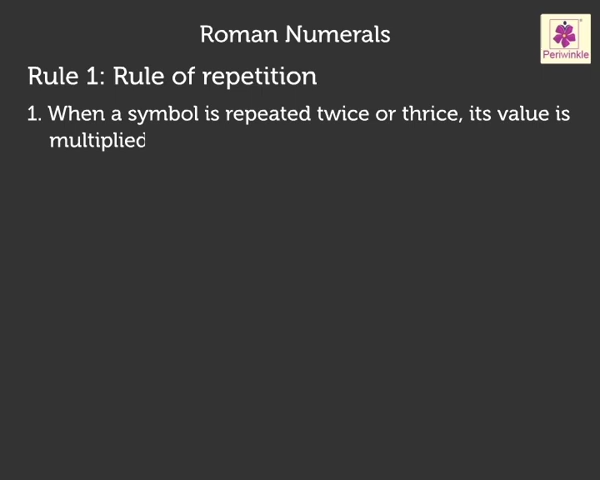 Roman Numerals
Periwinkle
Rule 1: Rule of repetition
1. When a symbol is repeated twice or thrice, its value is
multiplied